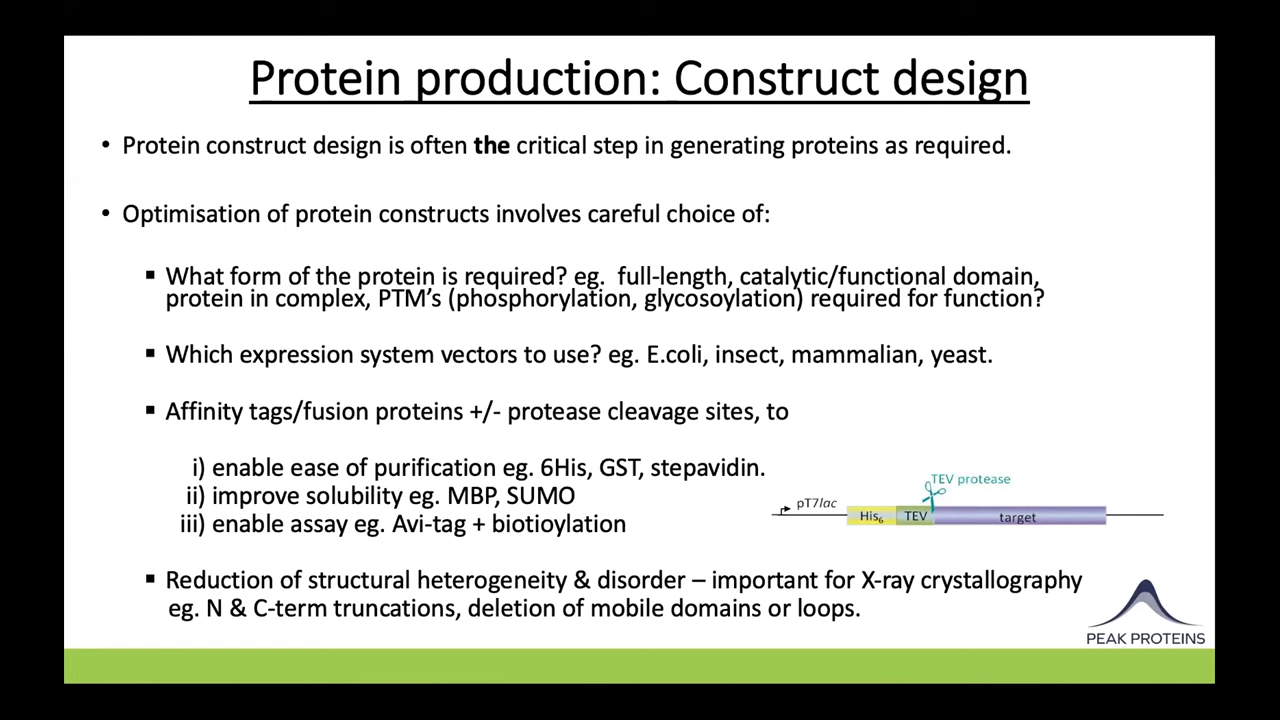 Protein production: Construct design
• Protein construct design is often the critical step in generating proteins as required.
• Optimisation of protein constructs involves careful choice of:
▪ What form of the protein is required? eg.  full-length, catalytic/functional domain,
protein in complex, PTM's (phosphorylation, glycosoylation) required for function?
▪ Which expression system vectors to use? eg. E.coli, insect, mammalian, yeast.
▪ Affinity tags/fusion proteins +/- protease cleavage sites, to
i) enable ease of purification eg. 6His, GST, stepavidin.
ii) improve solubility eg. MBP, SUMO
iii) enable assay eg. Avi-tag + biotioylation
TEV protease
pT7lac
His6 TEV target
▪ Reduction of structural heterogeneity & disorder – important for X-ray crystallography
eg. N & C-term truncations, deletion of mobile domains or loops.
PEAK PROTEINS